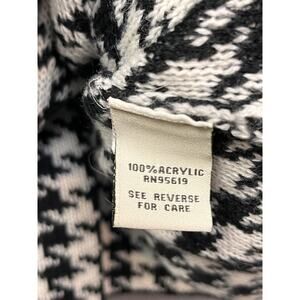 100% ACRYLIC
RN95619
SEE REVERSE
FOR CARE